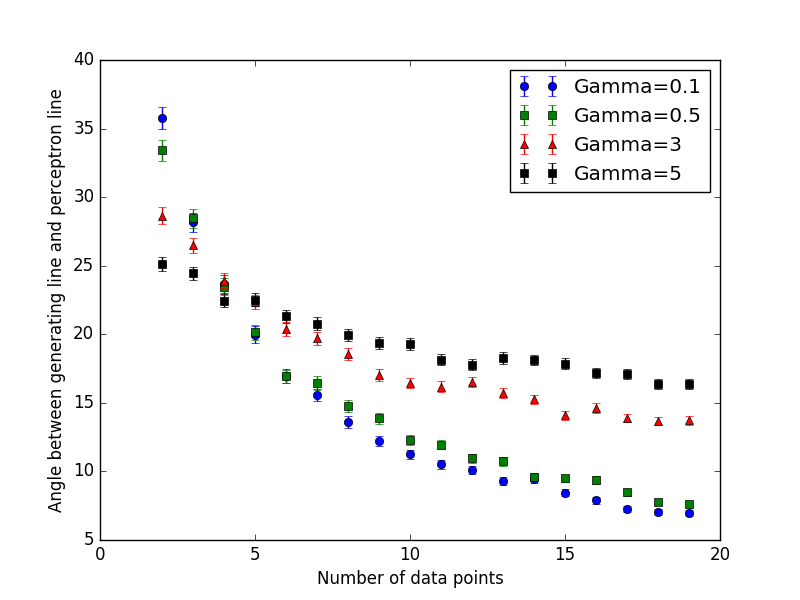 40
35
30
25
20
15
10
5
0
5
10
15
20
Angle between generating line and perceptron line
Number of data points
Gamma=0.1
Gamma=0.5
Gamma=3
Gamma=5